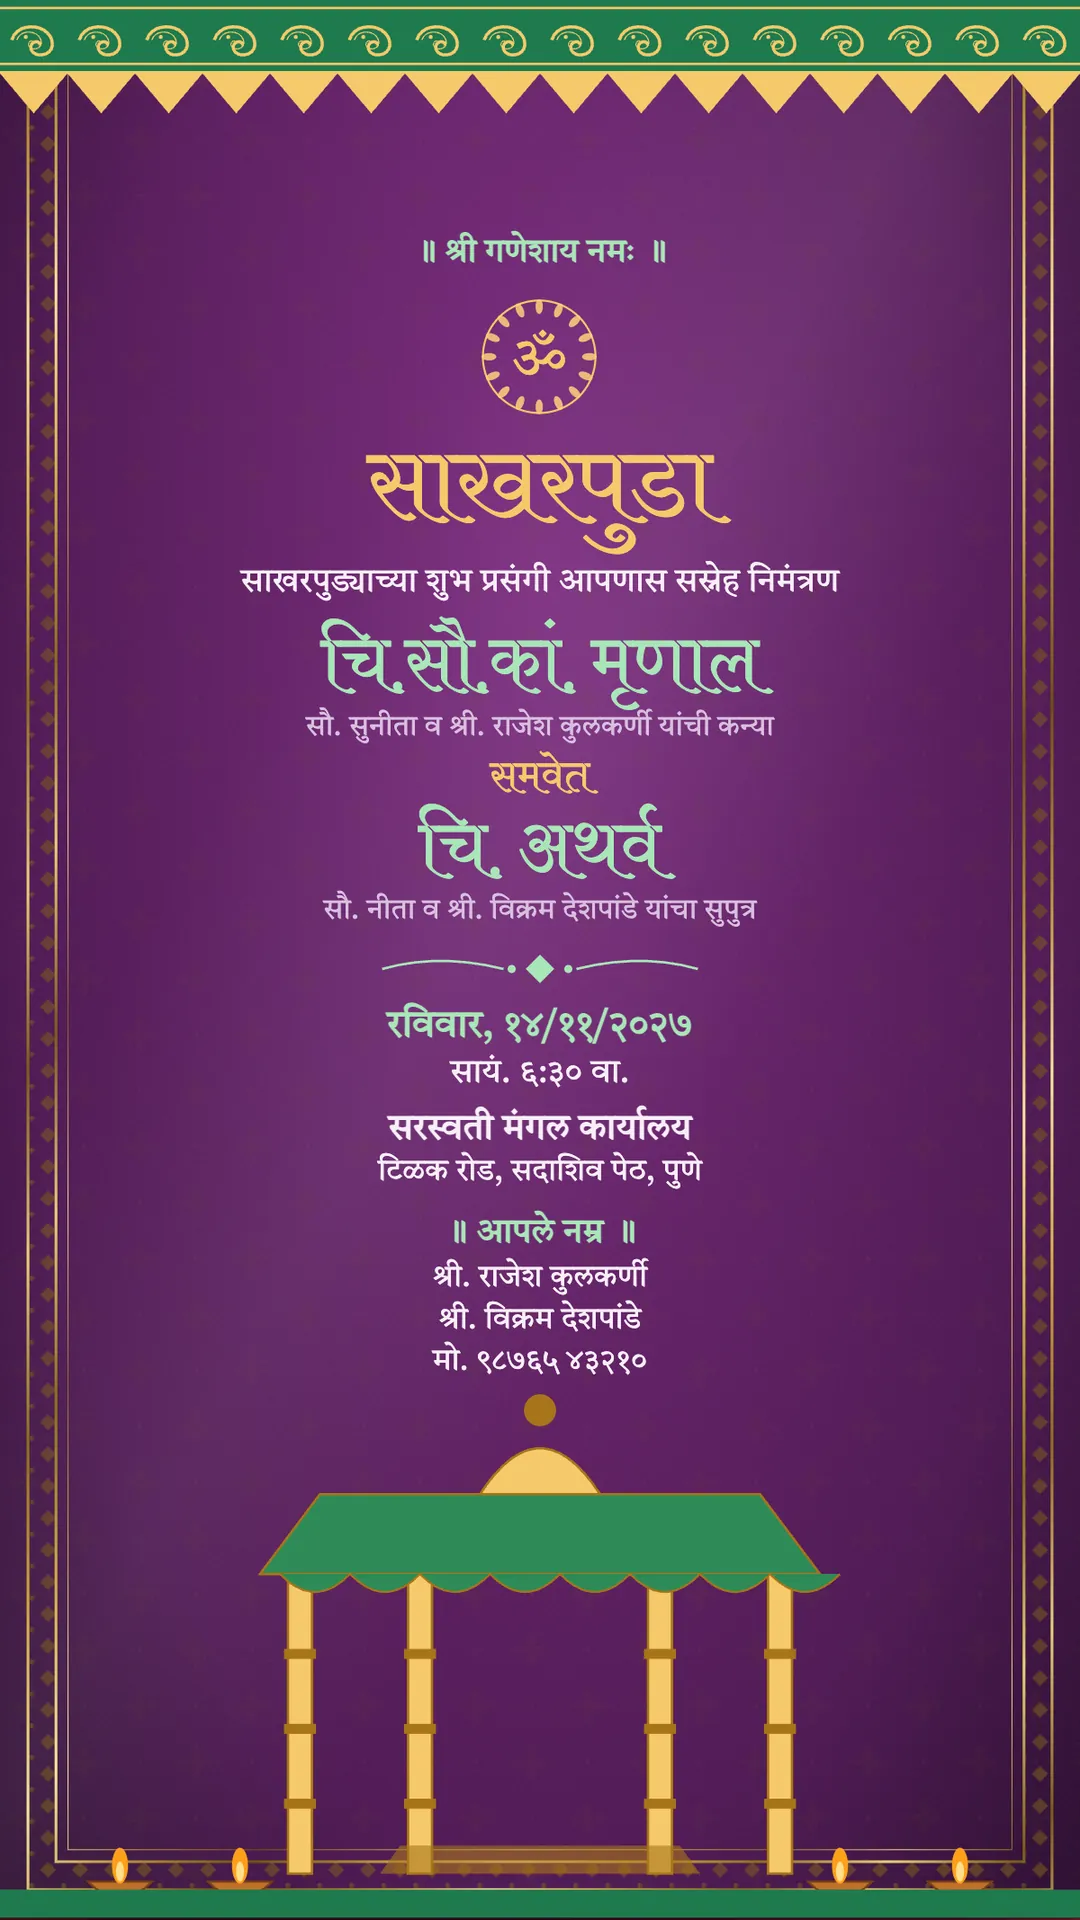 ॥ श्री गणेशाय नमः ॥
ॐ
साखरपुडा
साखरपुड्याच्या शुभ प्रसंगी आपणास सस्नेह निमंत्रण
चि.सौ.कां. मृणाल
सौ. सुनीता व श्री. राजेश कुलकर्णी यांची कन्या
समवेत
चि. अथर्व
सौ. नीता व श्री. विक्रम देशपांडे यांचा सुपुत्र
रविवार, १४/११/२०२७
सायं. ६:३० वा.
सरस्वती मंगल कार्यालय
टिळक रोड, सदाशिव पेठ, पुणे
॥ आपले नम्र ॥
श्री. राजेश कुलकर्णी
श्री. विक्रम देशपांडे
मो. ९८७६५ ४३२१०